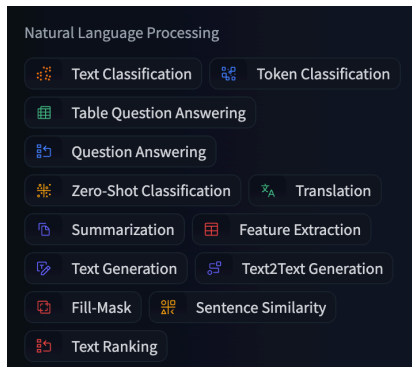 Natural Language Processing
Text Classification Token Classification
Table Question Answering
Question Answering
Zero-Shot Classification Translation
Summarization Feature Extraction
Text Generation Text2Text Generation
Fill-Mask Sentence Similarity
Text Ranking